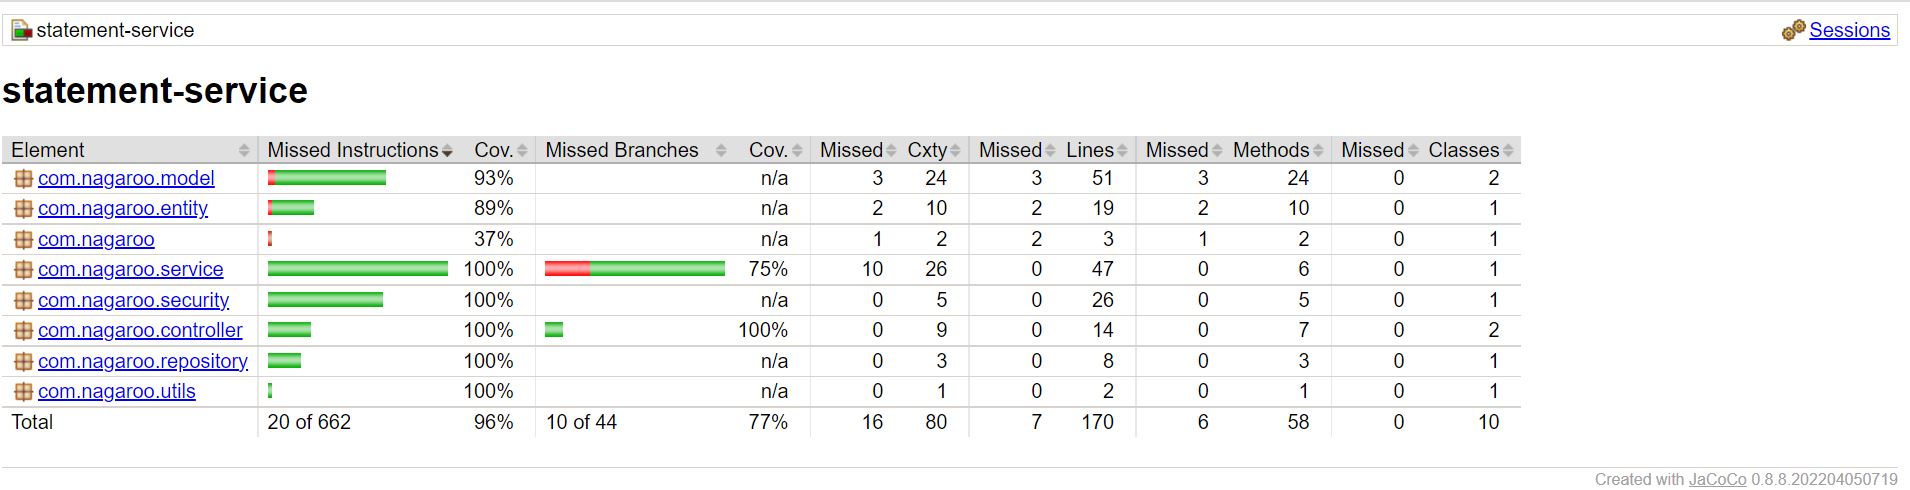 statement-service Sessions
statement-service
Element Missed Instructions Cov. Missed Branches Cov. Missed Cxty Missed Lines Missed Methods Missed Classes
com.nagaroo.model 93% n/a 3 24 3 51 3 24 0 2
com.nagaroo.entity 89% n/a 2 10 2 19 2 10 0 1
com.nagaroo 37% n/a 1 2 2 3 1 2 0 1
com.nagaroo.service 100% 75% 10 26 0 47 0 6 0 1
com.nagaroo.security 100% n/a 0 5 0 26 0 5 0 1
com.nagaroo.controller 100% 100% 0 9 0 14 0 7 0 2
com.nagaroo.repository 100% n/a 0 3 0 8 0 3 0 1
com.nagaroo.utils 100% n/a 0 1 0 2 0 1 0 1
Total 20 of 662 96% 10 of 44 77% 16 80 7 170 6 58 0 10
Created with JaCoCo 0.8.8.202204050719